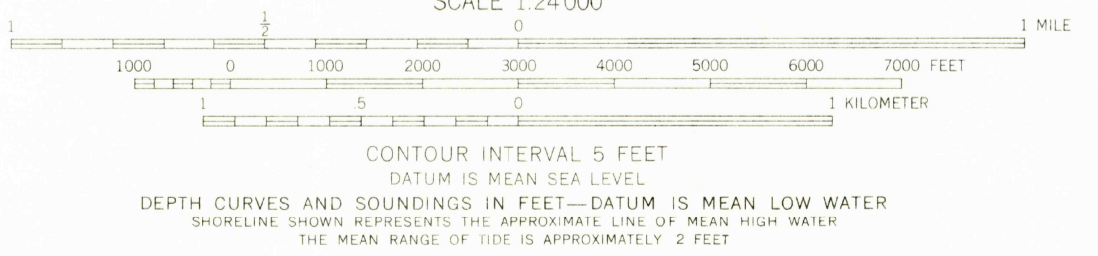 SCALE 1:24 000
1 1/2 0 1 MILE
1000 0 1000 2000 3000 4000 5000 6000 7000 FEET
1 .5 0 1 KILOMETER
CONTOUR INTERVAL 5 FEET
DATUM IS MEAN SEA LEVEL
DEPTH CURVES AND SOUNDINGS IN FEET—DATUM IS MEAN LOW WATER
SHORELINE SHOWN REPRESENTS THE APPROXIMATE LINE OF MEAN HIGH WATER
THE MEAN RANGE OF TIDE IS APPROXIMATELY 2 FEET